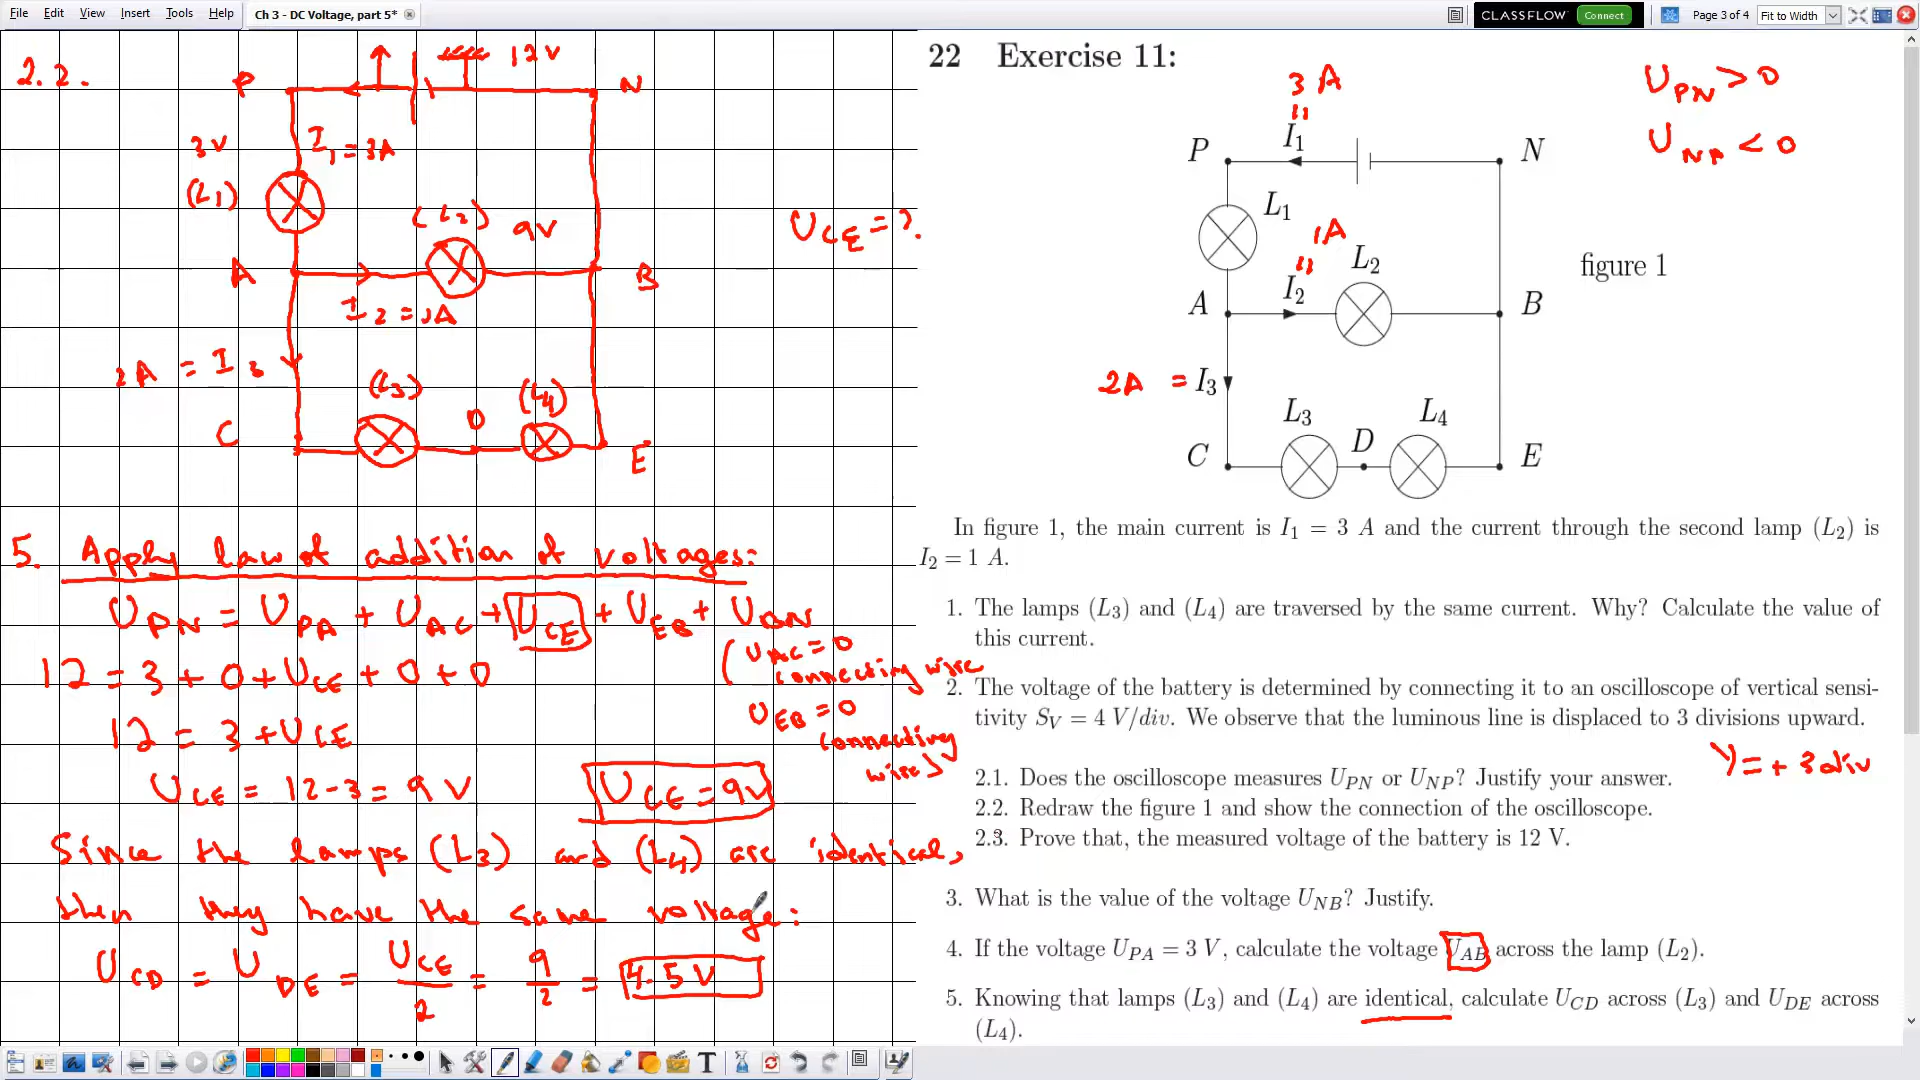 File Edit View Insert Tools Help Ch 3 - DC Voltage, part 5*
CLASSFLOW Connect Page 3 of 4 Fit to Width
2.2.
P
12V
N
3V
I1 = 3A
(L1)
(L2)
9V
UCE = ?
A
B
I2 = 1A
2A = I3
(L3)
D
(L4)
C
E
5. Apply law of addition of voltages:
UPN = UPA + UAC + UCE + UEB + UBN
12 = 3 + 0 + UCE + 0 + 0
(UAC = 0
connecting wire
UEB = 0
12 = 3 + UCE
(connecting
wire)
UCE = 12 - 3 = 9 V
UCE = 9V
Since the lamps (L3) and (L4) are identical,
then they have the same voltage:
UCD = UDE = UCE/2 = 9/2 = 4.5 V
22 Exercise 11:
3 A
UPN > 0
UNP < 0
P
I1
N
L1
1A
I2
L2
figure 1
A
B
2A = I3
L3
L4
C
D
E
In figure 1, the main current is I1 = 3 A and the current through the second lamp (L2) is
I2 = 1 A.
1. The lamps (L3) and (L4) are traversed by the same current. Why? Calculate the value of
this current.
2. The voltage of the battery is determined by connecting it to an oscilloscope of vertical sensi-
tivity SV = 4 V/div. We observe that the luminous line is displaced to 3 divisions upward.
Y = + 3 div
2.1. Does the oscilloscope measures UPN or UNP? Justify your answer.
2.2. Redraw the figure 1 and show the connection of the oscilloscope.
2.3. Prove that, the measured voltage of the battery is 12 V.
3. What is the value of the voltage UNB? Justify.
4. If the voltage UPA = 3 V, calculate the voltage UAB across the lamp (L2).
5. Knowing that lamps (L3) and (L4) are identical, calculate UCD across (L3) and UDE across
(L4).
T